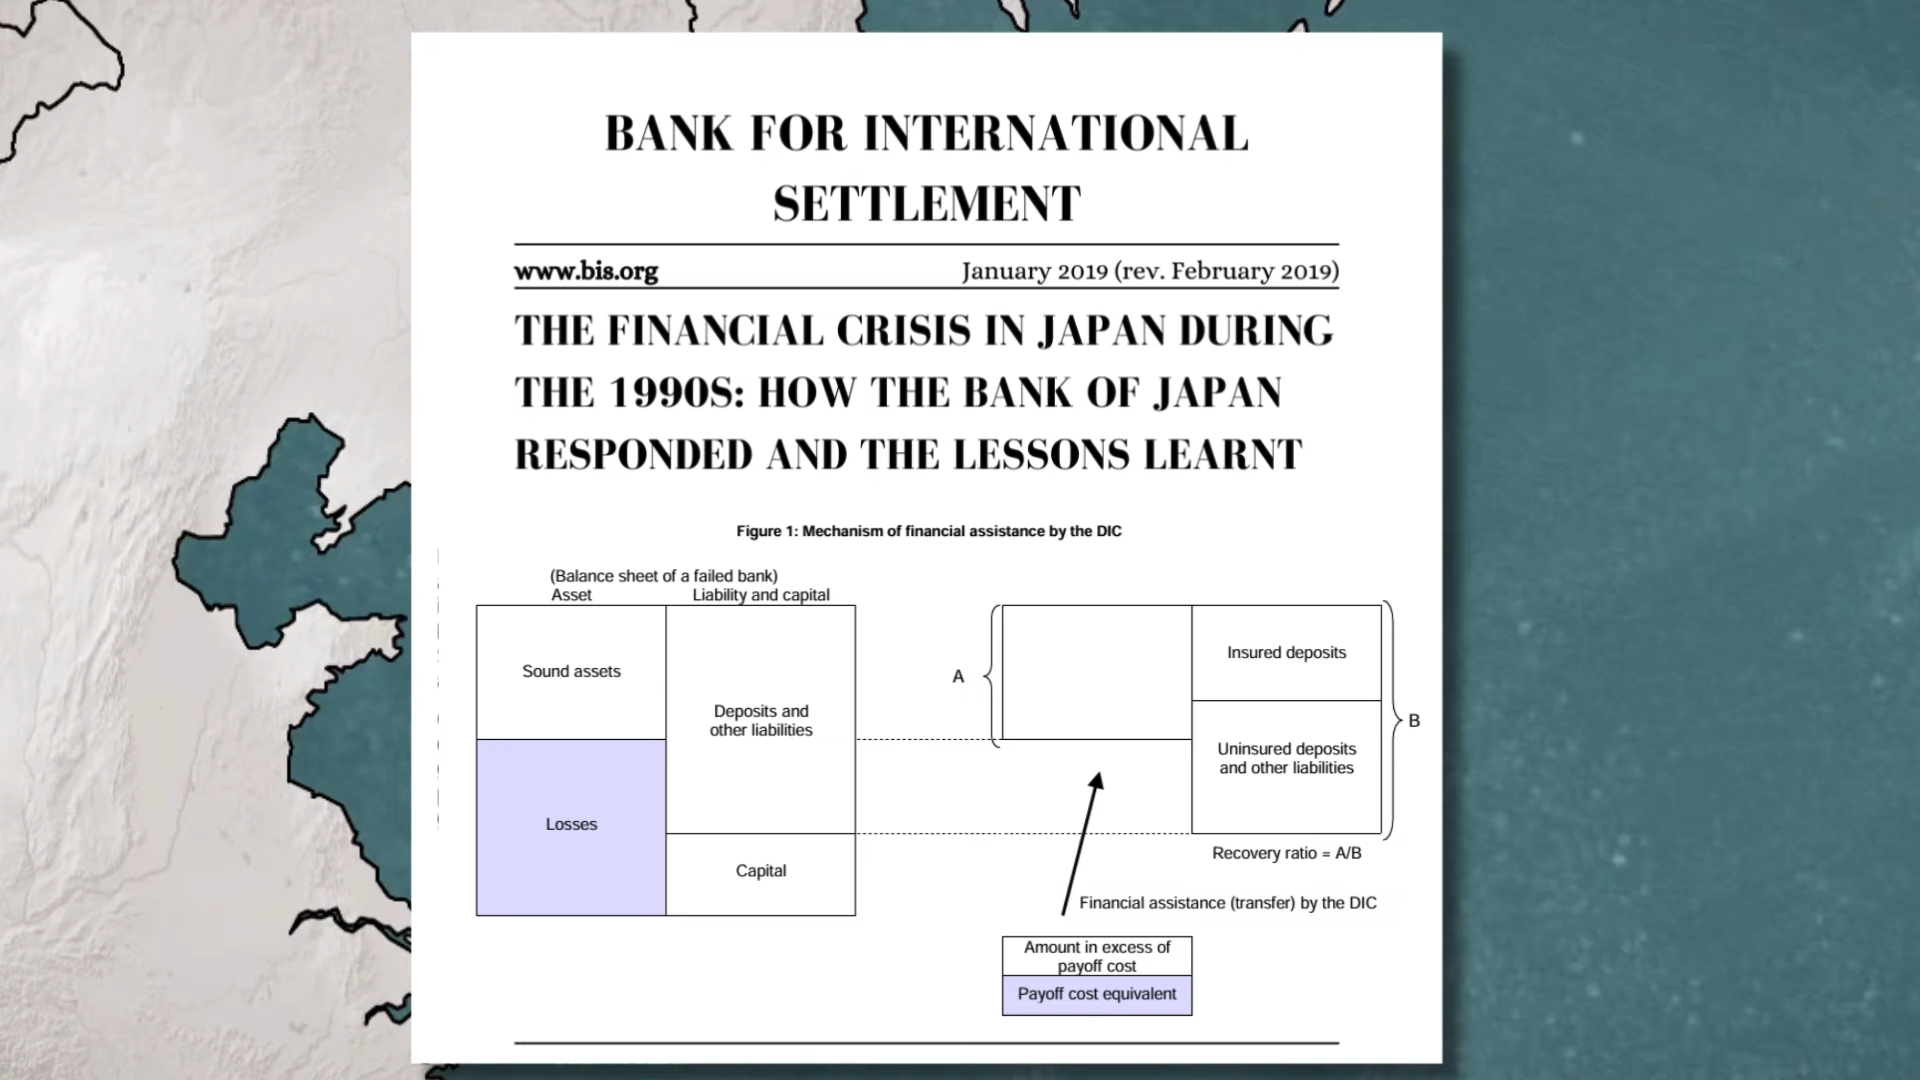 BANK FOR INTERNATIONAL
SETTLEMENT
www.bis.org
January 2019 (rev. February 2019)
THE FINANCIAL CRISIS IN JAPAN DURING
THE 1990S: HOW THE BANK OF JAPAN
RESPONDED AND THE LESSONS LEARNT
Figure 1: Mechanism of financial assistance by the DIC
(Balance sheet of a failed bank)
Asset
Liability and capital
Sound assets
Deposits and
other liabilities
Losses
Capital
A
Insured deposits
Uninsured deposits
and other liabilities
B
Recovery ratio = A/B
Financial assistance (transfer) by the DIC
Amount in excess of
payoff cost
Payoff cost equivalent